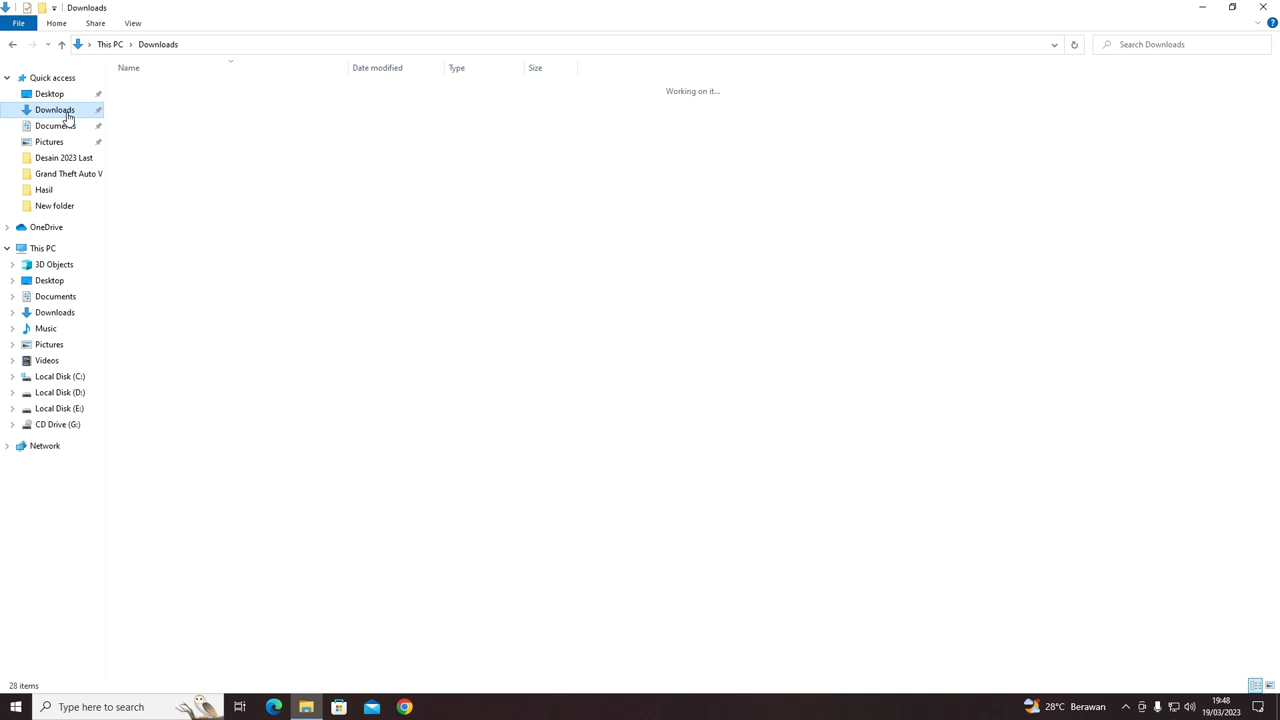 Downloads
File Home Share View
This PC Downloads Search Downloads
Name Date modified Type Size
Working on it...
Quick access
Desktop
Downloads
Documents
Pictures
Desain 2023 Last
Grand Theft Auto V
Hasil
New folder
OneDrive
This PC
3D Objects
Desktop
Documents
Downloads
Music
Pictures
Videos
Local Disk (C:)
Local Disk (D:)
Local Disk (E:)
CD Drive (G:)
Network
28 items
Type here to search
28°C Berawan
19:48
19/03/2023